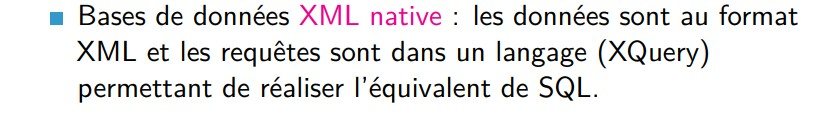 Bases de données XML native : les données sont au format
XML et les requêtes sont dans un langage (XQuery)
permettant de réaliser l'équivalent de SQL.